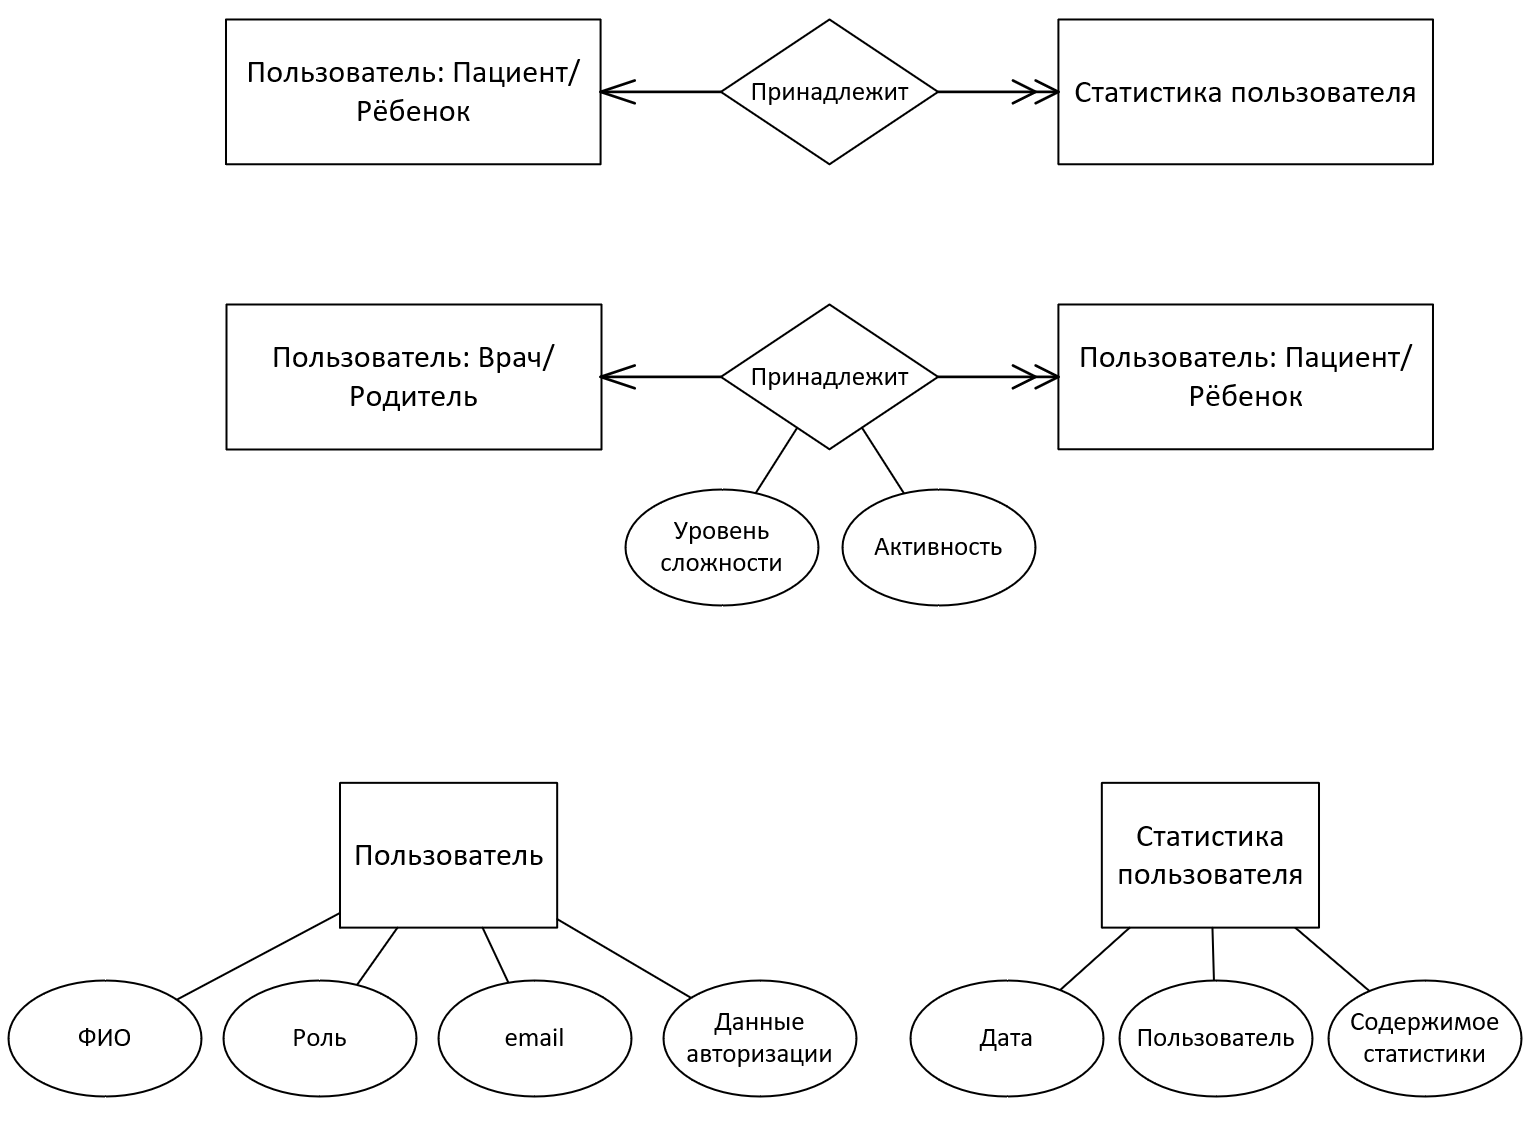 Пользователь: Пациент/
Рёбенок
Принадлежит
Статистика пользователя
Пользователь: Врач/
Родитель
Принадлежит
Пользователь: Пациент/
Рёбенок
Уровень
сложности
Активность
Пользователь
Статистика
пользователя
ФИО
Роль
email
Данные
авторизации
Дата
Пользователь
Содержимое
статистики